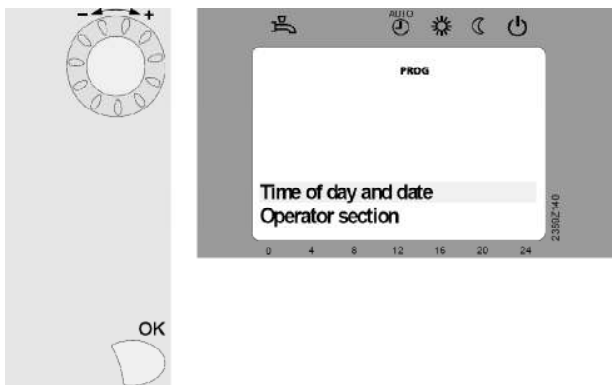 - +
AUTO
PROG
Time of day and date
Operator section
0 4 8 12 16 20 24
2359Z140
OK